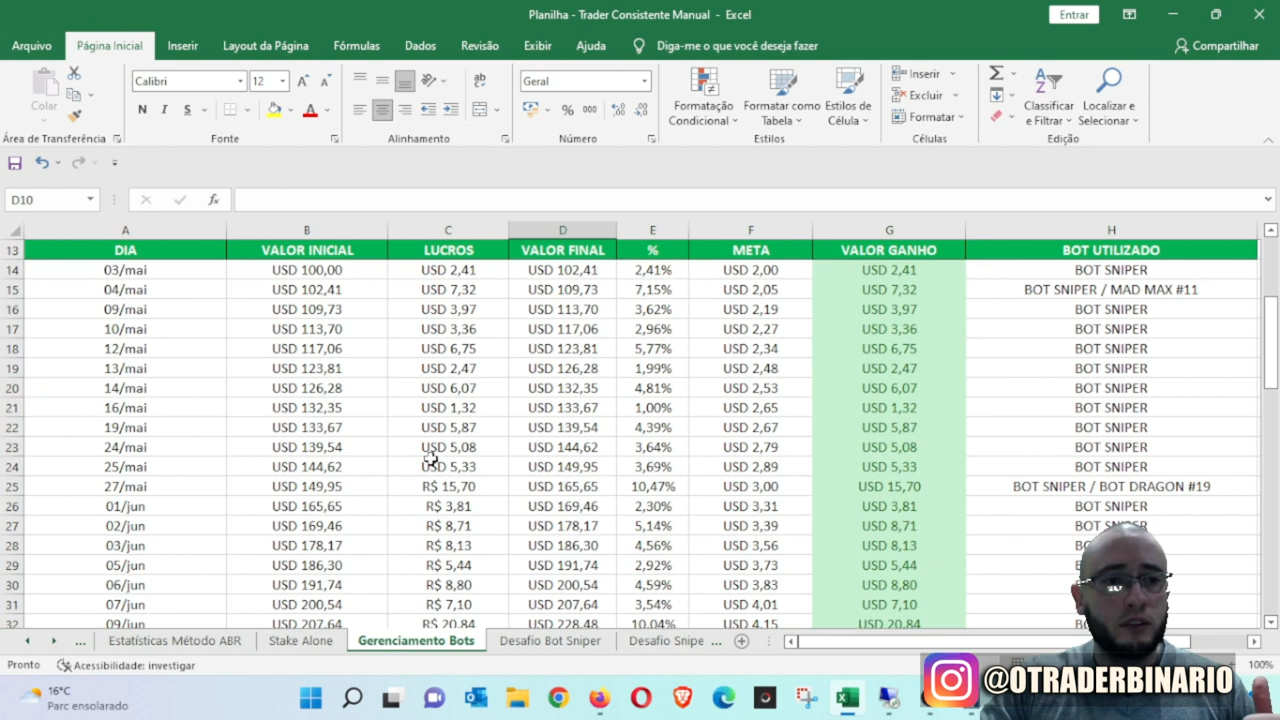 Planilha - Trader Consistente Manual - Excel
Entrar
Arquivo Página Inicial Inserir Layout da Página Fórmulas Dados Revisão Exibir Ajuda Diga-me o que você deseja fazer Compartilhar
Colar
Calibri 12
Geral
Formatação Condicional
Formatar como Tabela
Estilos de Célula
Inserir
Excluir
Formatar
Classificar e Filtrar
Localizar e Selecionar
N I S
% 000
Área de Transferência Fonte Alinhamento Número Estilos Células Edição
D10 fx
A B C D E F G H
13 DIA VALOR INICIAL LUCROS VALOR FINAL % META VALOR GANHO BOT UTILIZADO
14 03/mai USD 100,00 USD 2,41 USD 102,41 2,41% USD 2,00 USD 2,41 BOT SNIPER
15 04/mai USD 102,41 USD 7,32 USD 109,73 7,15% USD 2,05 USD 7,32 BOT SNIPER / MAD MAX #11
16 09/mai USD 109,73 USD 3,97 USD 113,70 3,62% USD 2,19 USD 3,97 BOT SNIPER
17 10/mai USD 113,70 USD 3,36 USD 117,06 2,96% USD 2,27 USD 3,36 BOT SNIPER
18 12/mai USD 117,06 USD 6,75 USD 123,81 5,77% USD 2,34 USD 6,75 BOT SNIPER
19 13/mai USD 123,81 USD 2,47 USD 126,28 1,99% USD 2,48 USD 2,47 BOT SNIPER
20 14/mai USD 126,28 USD 6,07 USD 132,35 4,81% USD 2,53 USD 6,07 BOT SNIPER
21 16/mai USD 132,35 USD 1,32 USD 133,67 1,00% USD 2,65 USD 1,32 BOT SNIPER
22 19/mai USD 133,67 USD 5,87 USD 139,54 4,39% USD 2,67 USD 5,87 BOT SNIPER
23 24/mai USD 139,54 USD 5,08 USD 144,62 3,64% USD 2,79 USD 5,08 BOT SNIPER
24 25/mai USD 144,62 USD 5,33 USD 149,95 3,69% USD 2,89 USD 5,33 BOT SNIPER
25 27/mai USD 149,95 R$ 15,70 USD 165,65 10,47% USD 3,00 USD 15,70 BOT SNIPER / BOT DRAGON #19
26 01/jun USD 165,65 R$ 3,81 USD 169,46 2,30% USD 3,31 USD 3,81 BOT SNIPER
27 02/jun USD 169,46 R$ 8,71 USD 178,17 5,14% USD 3,39 USD 8,71 BOT SNIPER
28 03/jun USD 178,17 R$ 8,13 USD 186,30 4,56% USD 3,56 USD 8,13
29 05/jun USD 186,30 R$ 5,44 USD 191,74 2,92% USD 3,73 USD 5,44
30 06/jun USD 191,74 R$ 8,80 USD 200,54 4,59% USD 3,83 USD 8,80
31 07/jun USD 200,54 R$ 7,10 USD 207,64 3,54% USD 4,01 USD 7,10
32 09/jun USD 207,64 R$ 20,84 USD 228,48 10,04% USD 4,15 USD 20,84
... Estatísticas Método ABR Stake Alone Gerenciamento Bots Desafio Bot Sniper Desafio Snipe ...
Pronto Acessibilidade: investigar 100%
@OTRADERBINARIO
16°C
Parc ensolarado